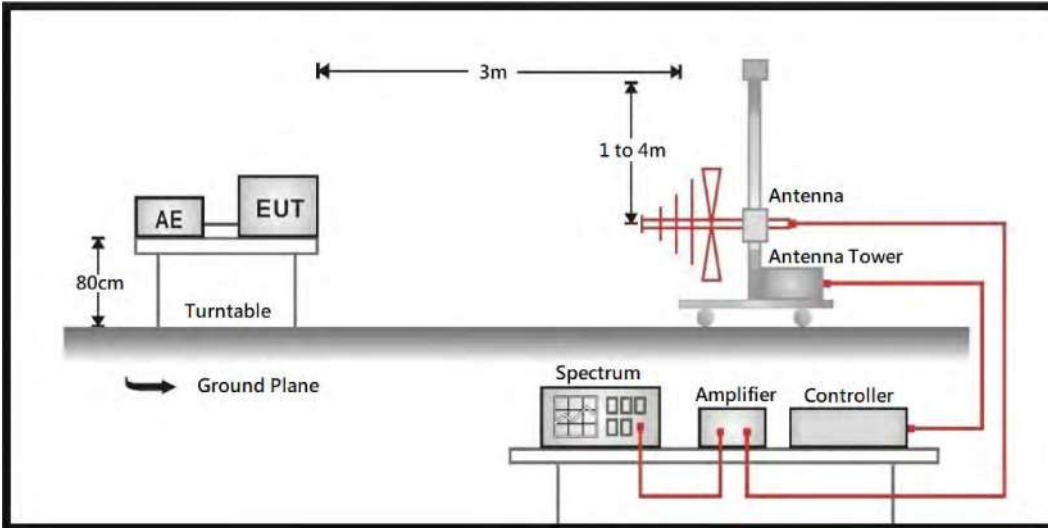 3m
1 to 4m
AE
EUT
Antenna
Antenna Tower
80cm
Turntable
Ground Plane
Spectrum
Amplifier
Controller